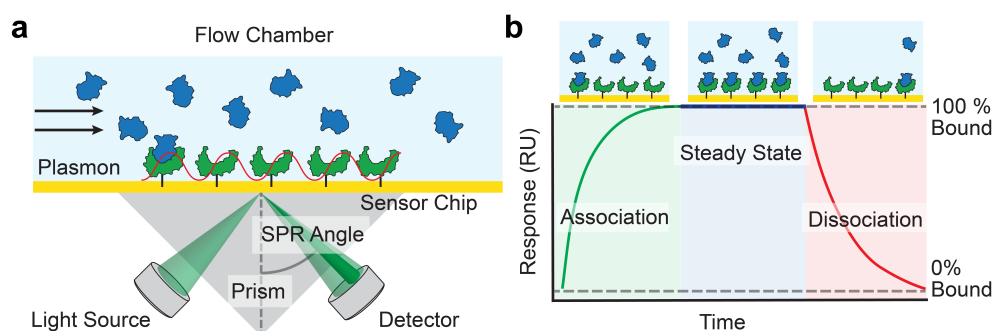 a
Flow Chamber
Plasmon
Sensor Chip
SPR Angle
Prism
Light Source
Detector
b
100 %
Bound
Steady State
Association
Dissociation
0%
Bound
Response (RU)
Time